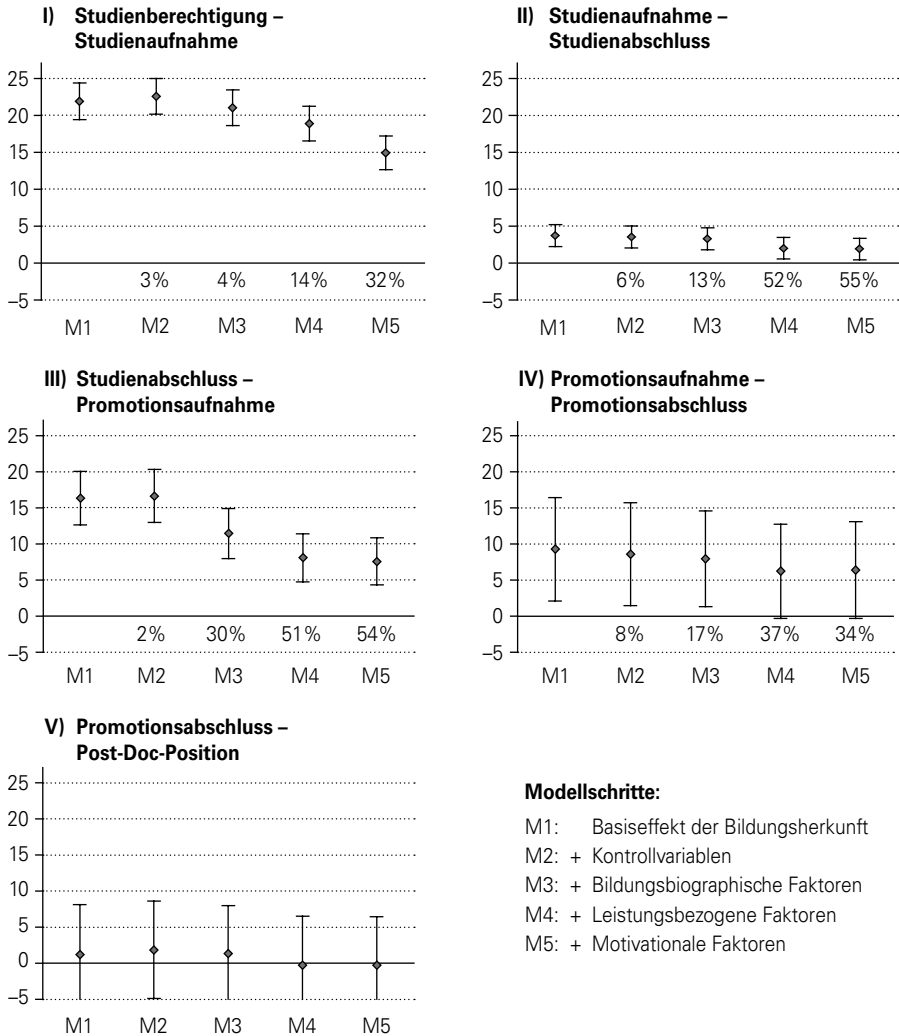 I) Studienberechtigung –
Studienaufnahme
25
20
15
10
5
0
–5
3% 4% 14% 32%
M1 M2 M3 M4 M5
II) Studienaufnahme –
Studienabschluss
25
20
15
10
5
0
–5
6% 13% 52% 55%
M1 M2 M3 M4 M5
III) Studienabschluss –
Promotionsaufnahme
25
20
15
10
5
0
–5
2% 30% 51% 54%
M1 M2 M3 M4 M5
IV) Promotionsaufnahme –
Promotionsabschluss
25
20
15
10
5
0
–5
8% 17% 37% 34%
M1 M2 M3 M4 M5
V) Promotionsabschluss –
Post-Doc-Position
25
20
15
10
5
0
–5
M1 M2 M3 M4 M5
Modellschritte:
M1: Basiseffekt der Bildungsherkunft
M2: + Kontrollvariablen
M3: + Bildungsbiographische Faktoren
M4: + Leistungsbezogene Faktoren
M5: + Motivationale Faktoren